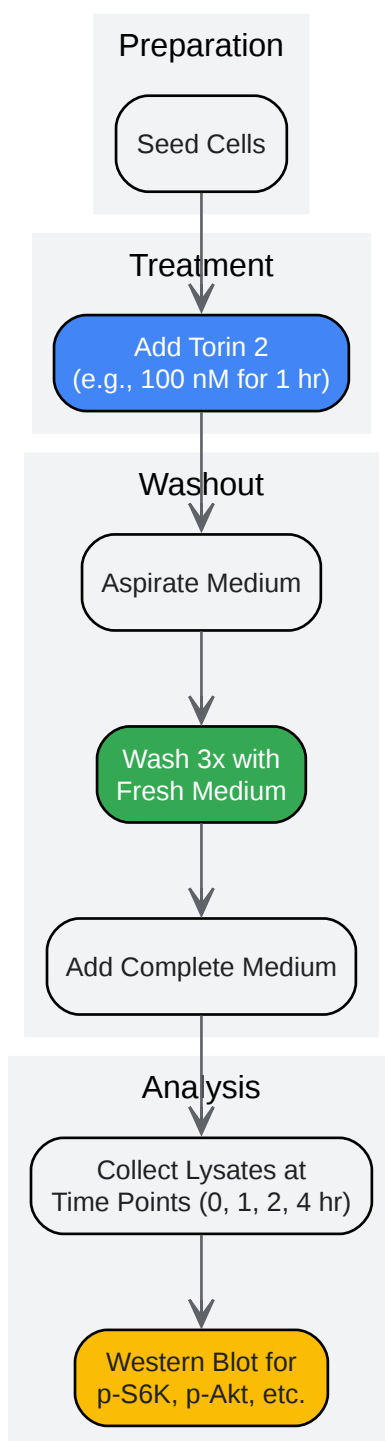 Preparation
Seed Cells
Treatment
Add Torin 2
(e.g., 100 nM for 1 hr)
Washout
Aspirate Medium
Wash 3x with
Fresh Medium
Add Complete Medium
Analysis
Collect Lysates at
Time Points (0, 1, 2, 4 hr)
Western Blot for
p-S6K, p-Akt, etc.